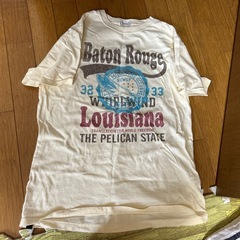 Baton Rouge
32 33
WHIRLWIND
Louisiana
THE PELICAN STATE